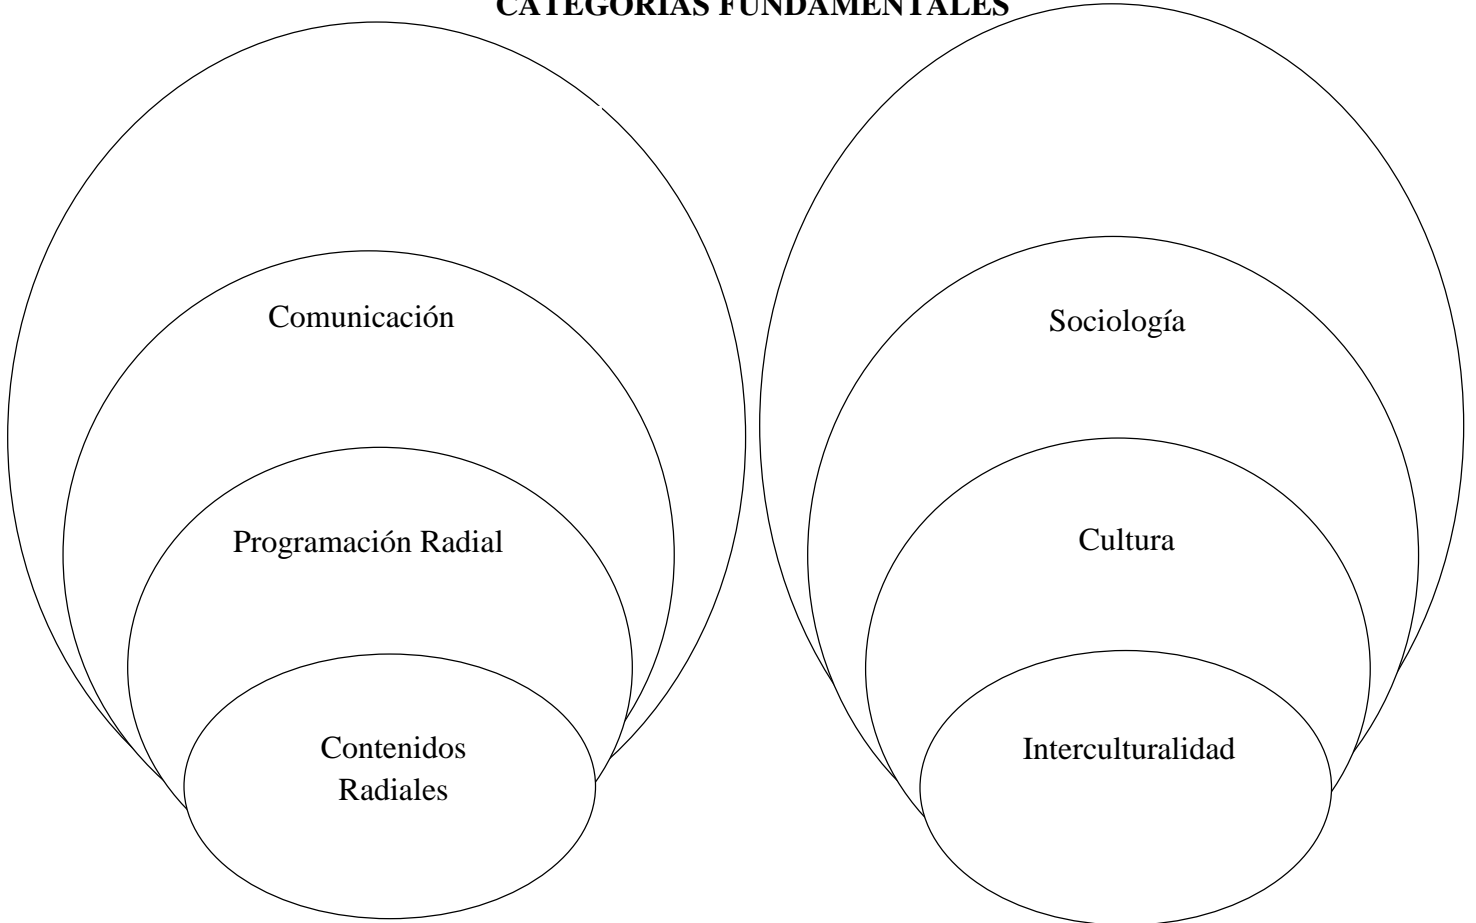 CATEGORÍAS FUNDAMENTALES
Comunicación
Programación Radial
Contenidos
Radiales
Sociología
Cultura
Interculturalidad